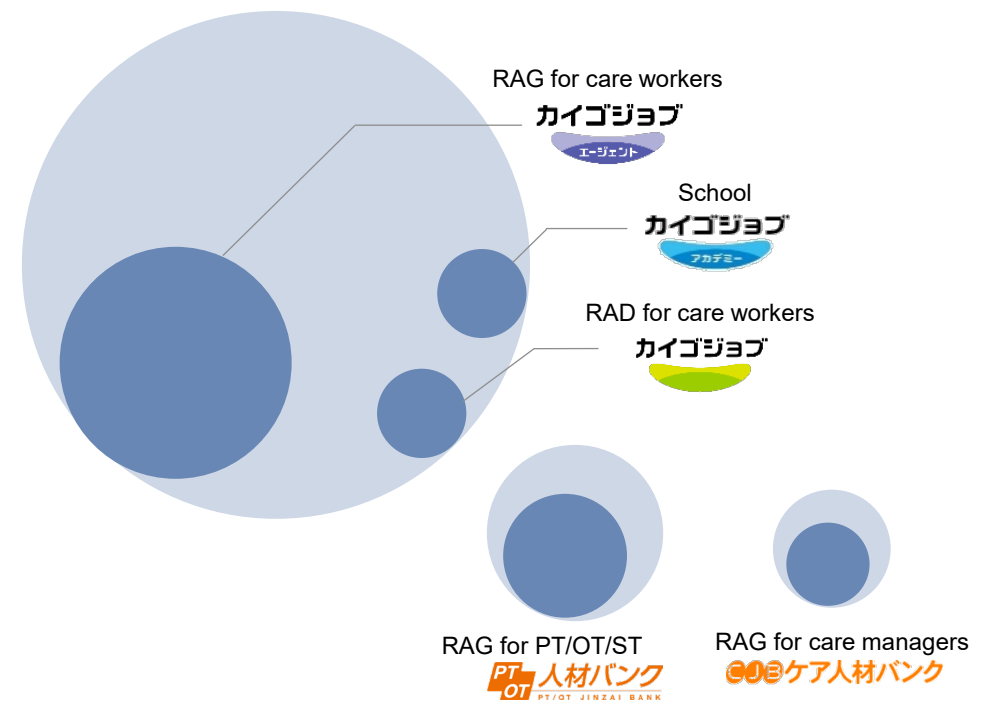 RAG for care workers
カイゴジョブ
エージェント
School
カイゴジョブ
アカデミー
RAD for care workers
カイゴジョブ
RAG for PT/OT/ST
PT
OT
人材バンク
PT/OT JINZAI BANK
RAG for care managers
CJBケア人材バンク